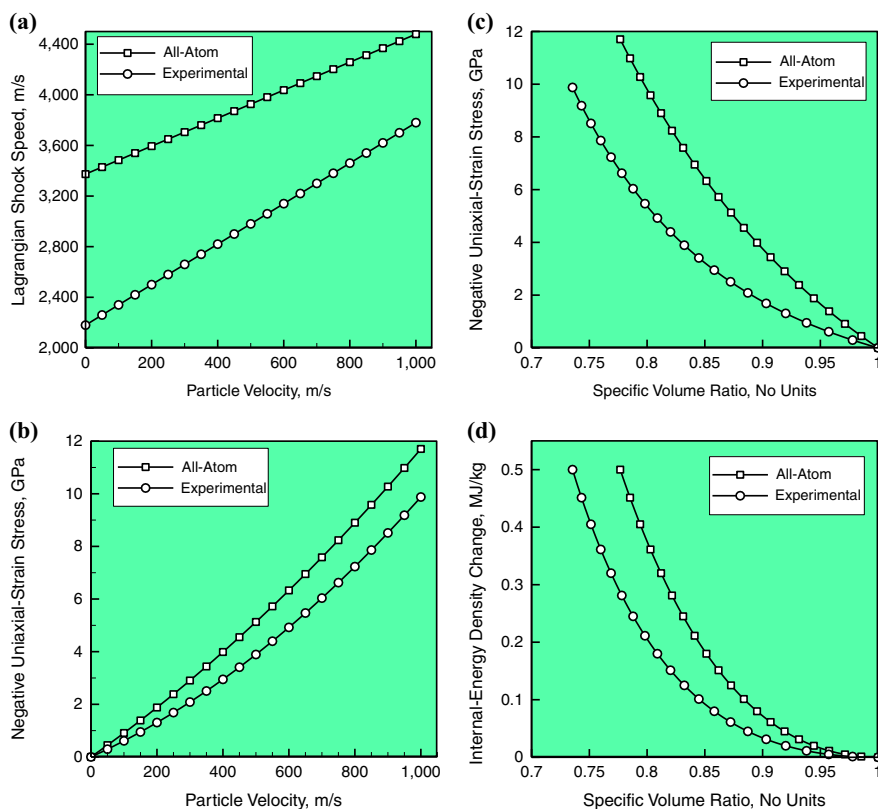 (a)
4,400
4,000
3,600
3,200
2,800
2,400
2,000
Lagrangian Shock Speed, m/s
All-Atom
Experimental
0
200
400
600
800
1,000
Particle Velocity, m/s
(c)
12
10
8
6
4
2
0
Negative Uniaxial-Strain Stress, GPa
All-Atom
Experimental
0.7
0.75
0.8
0.85
0.9
0.95
1
Specific Volume Ratio, No Units
(b)
12
10
8
6
4
2
0
Negative Uniaxial-Strain Stress, GPa
All-Atom
Experimental
0
200
400
600
800
1,000
Particle Velocity, m/s
(d)
0.5
0.4
0.3
0.2
0.1
0
Internal-Energy Density Change, MJ/kg
All-Atom
Experimental
0.7
0.75
0.8
0.85
0.9
0.95
1
Specific Volume Ratio, No Units